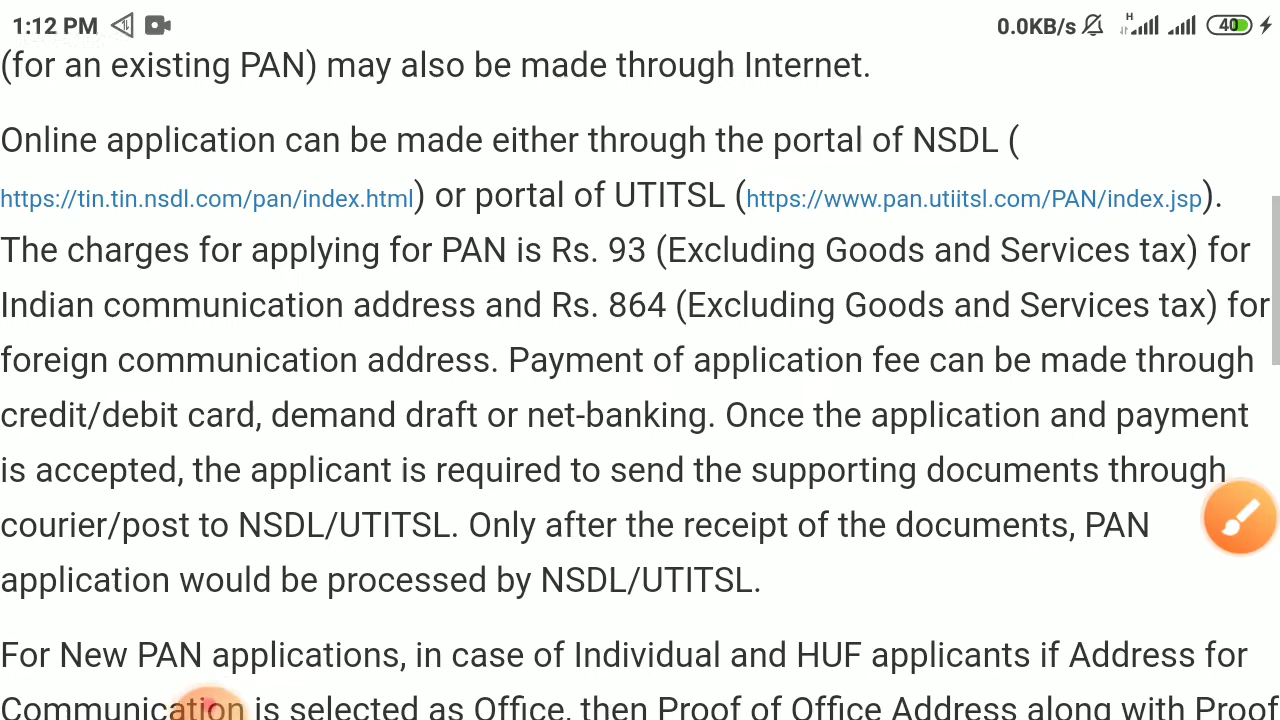 1:12 PM 0.0KB/s H 40
(for an existing PAN) may also be made through Internet.
Online application can be made either through the portal of NSDL (
https://tin.tin.nsdl.com/pan/index.html) or portal of UTITSL (https://www.pan.utiitsl.com/PAN/index.jsp).
The charges for applying for PAN is Rs. 93 (Excluding Goods and Services tax) for
Indian communication address and Rs. 864 (Excluding Goods and Services tax) for
foreign communication address. Payment of application fee can be made through
credit/debit card, demand draft or net-banking. Once the application and payment
is accepted, the applicant is required to send the supporting documents through
courier/post to NSDL/UTITSL. Only after the receipt of the documents, PAN
application would be processed by NSDL/UTITSL.
For New PAN applications, in case of Individual and HUF applicants if Address for
Communication is selected as Office, then Proof of Office Address along with Proof